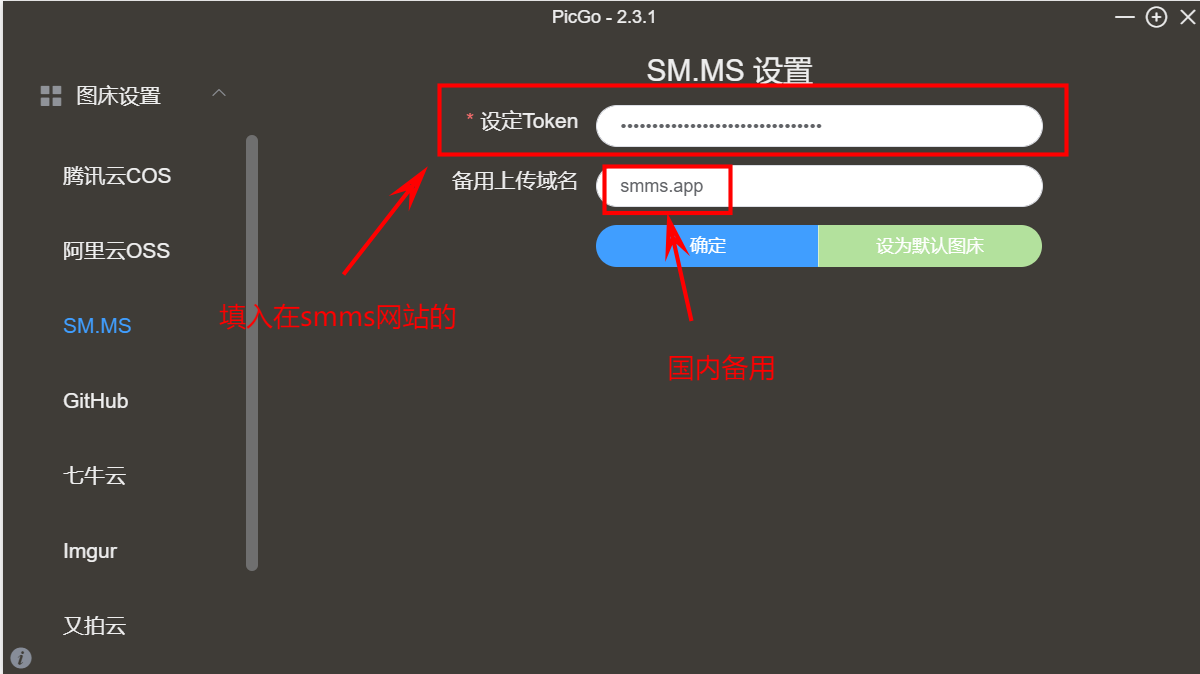 PicGo - 2.3.1
图床设置
腾讯云COS
阿里云OSS
SM.MS
GitHub
七牛云
Imgur
又拍云
SM.MS 设置
* 设定Token
备用上传域名
smms.app
确定
设为默认图床
填入在smms网站的
国内备用